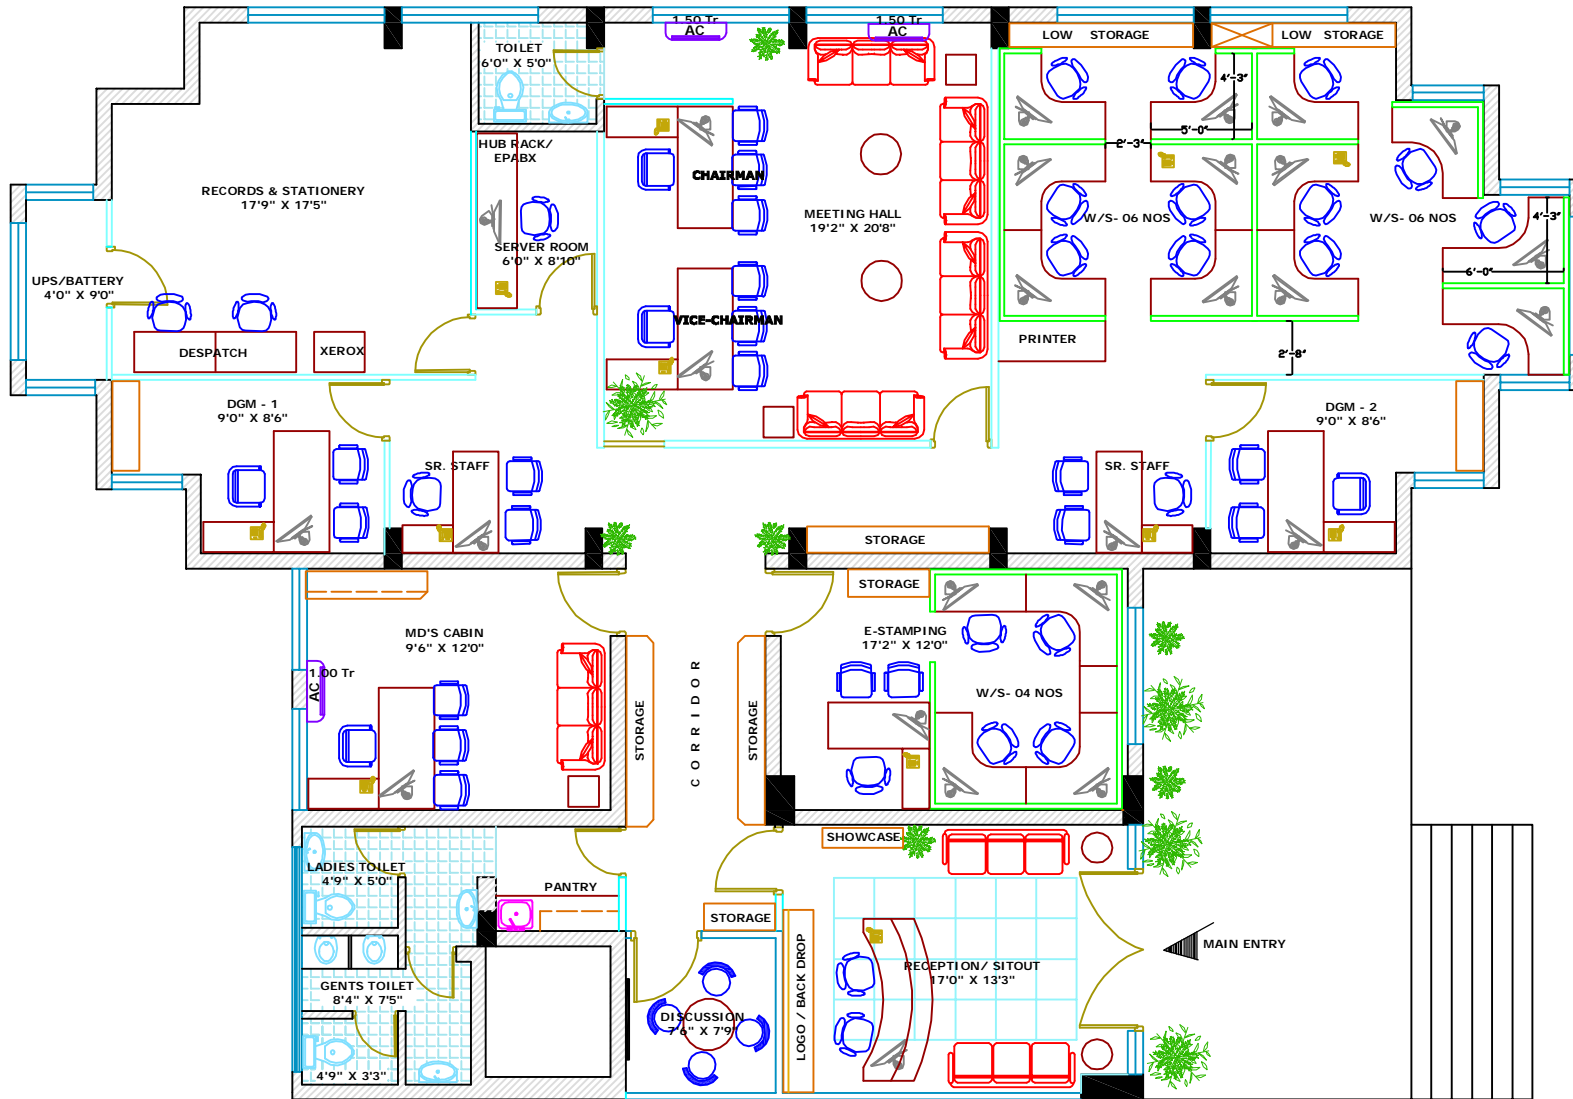 1.50 Tr
AC
1.50 Tr
AC
TOILET
6'0" X 5'0"
LOW STORAGE
LOW STORAGE
4'-3"
5'-0"
2'-3"
HUB RACK/
EPABX
CHAIRMAN
RECORDS & STATIONERY
17'9" X 17'5"
MEETING HALL
19'2" X 20'8"
W/S- 06 NOS
W/S- 06 NOS
4'-3"
SERVER ROOM
6'0" X 8'10"
6'-0"
UPS/BATTERY
4'0" X 9'0"
VICE-CHAIRMAN
DESPATCH
XEROX
PRINTER
2'-8"
DGM - 1
9'0" X 8'6"
DGM - 2
9'0" X 8'6"
SR. STAFF
SR. STAFF
STORAGE
STORAGE
MD'S CABIN
9'6" X 12'0"
E-STAMPING
17'2" X 12'0"
1.00 Tr
AC
W/S- 04 NOS
STORAGE
CORRIDOR
STORAGE
SHOWCASE
LADIES TOILET
4'9" X 5'0"
PANTRY
STORAGE
MAIN ENTRY
RECEPTION/ SITOUT
17'0" X 13'3"
GENTS TOILET
8'4" X 7'5"
LOGO / BACK DROP
DISCUSSION
7'6" X 7'9"
4'9" X 3'3"